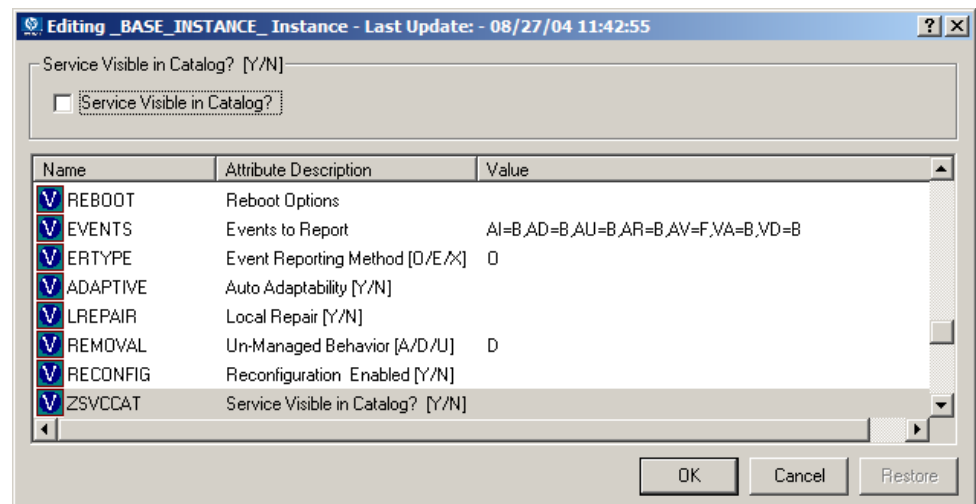 Editing _BASE_INSTANCE_ Instance - Last Update: - 08/27/04 11:42:55
Service Visible in Catalog? [Y/N]
Service Visible in Catalog?
Name Attribute Description Value
V REBOOT Reboot Options
V EVENTS Events to Report AI=B,AD=B,AU=B,AR=B,AV=F,VA=B,VD=B
V ERTYPE Event Reporting Method [O/E/X] O
V ADAPTIVE Auto Adaptability [Y/N]
V LREPAIR Local Repair [Y/N]
V REMOVAL Un-Managed Behavior [A/D/U] D
V RECONFIG Reconfiguration Enabled [Y/N]
V ZSVCCAT Service Visible in Catalog? [Y/N]
OK Cancel Restore